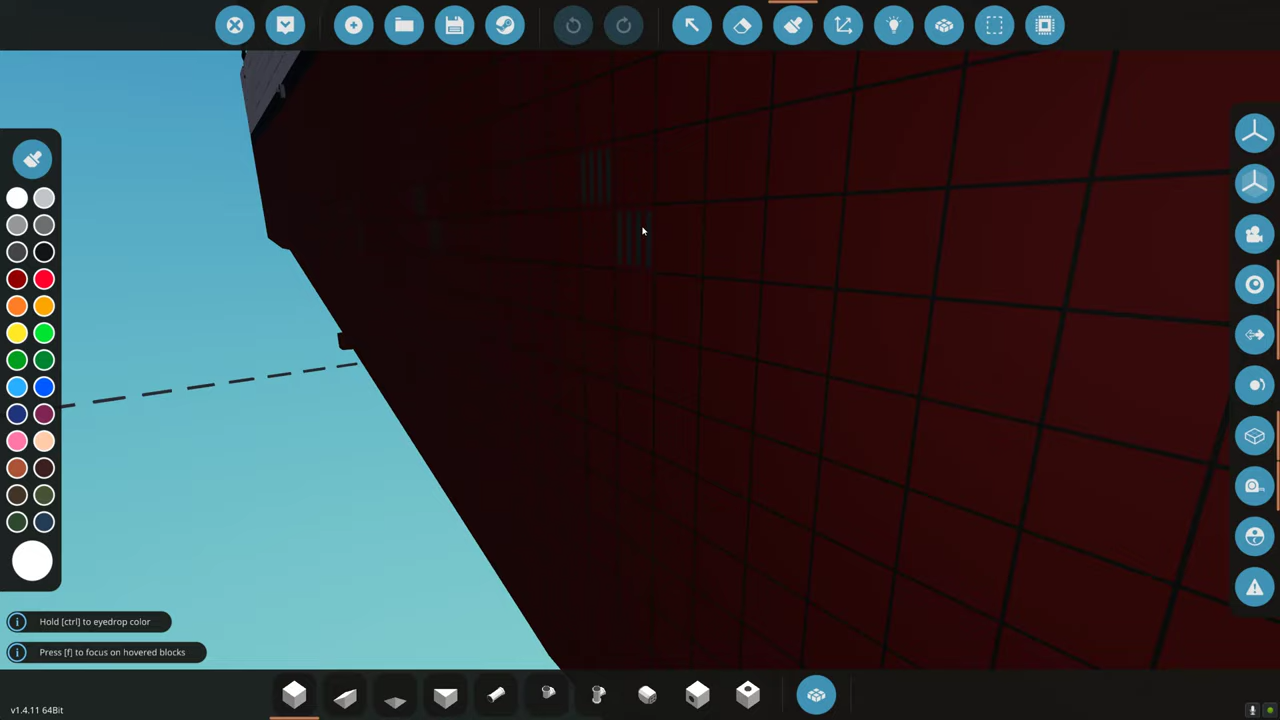 Hold [ctrl] to eyedrop color
Press [f] to focus on hovered blocks
v1.4.11 64Bit